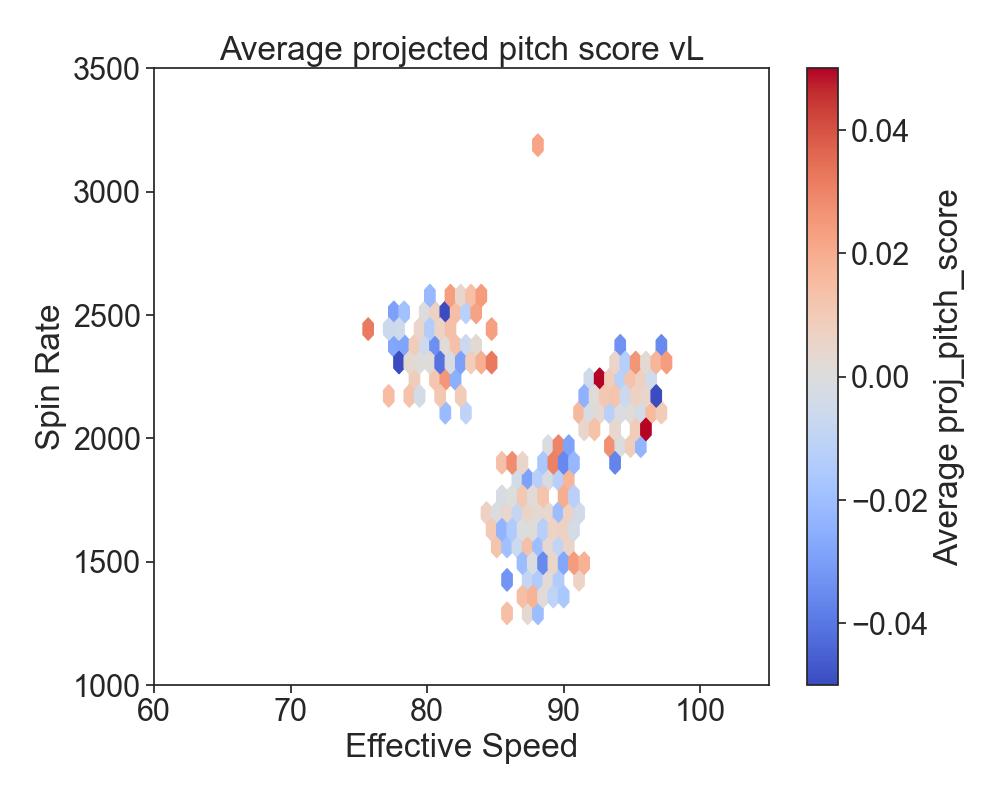 Average projected pitch score vL
3500
3000
2500
2000
1500
1000
Spin Rate
60 70 80 90 100
Effective Speed
0.04
0.02
0.00
−0.02
−0.04
Average proj_pitch_score